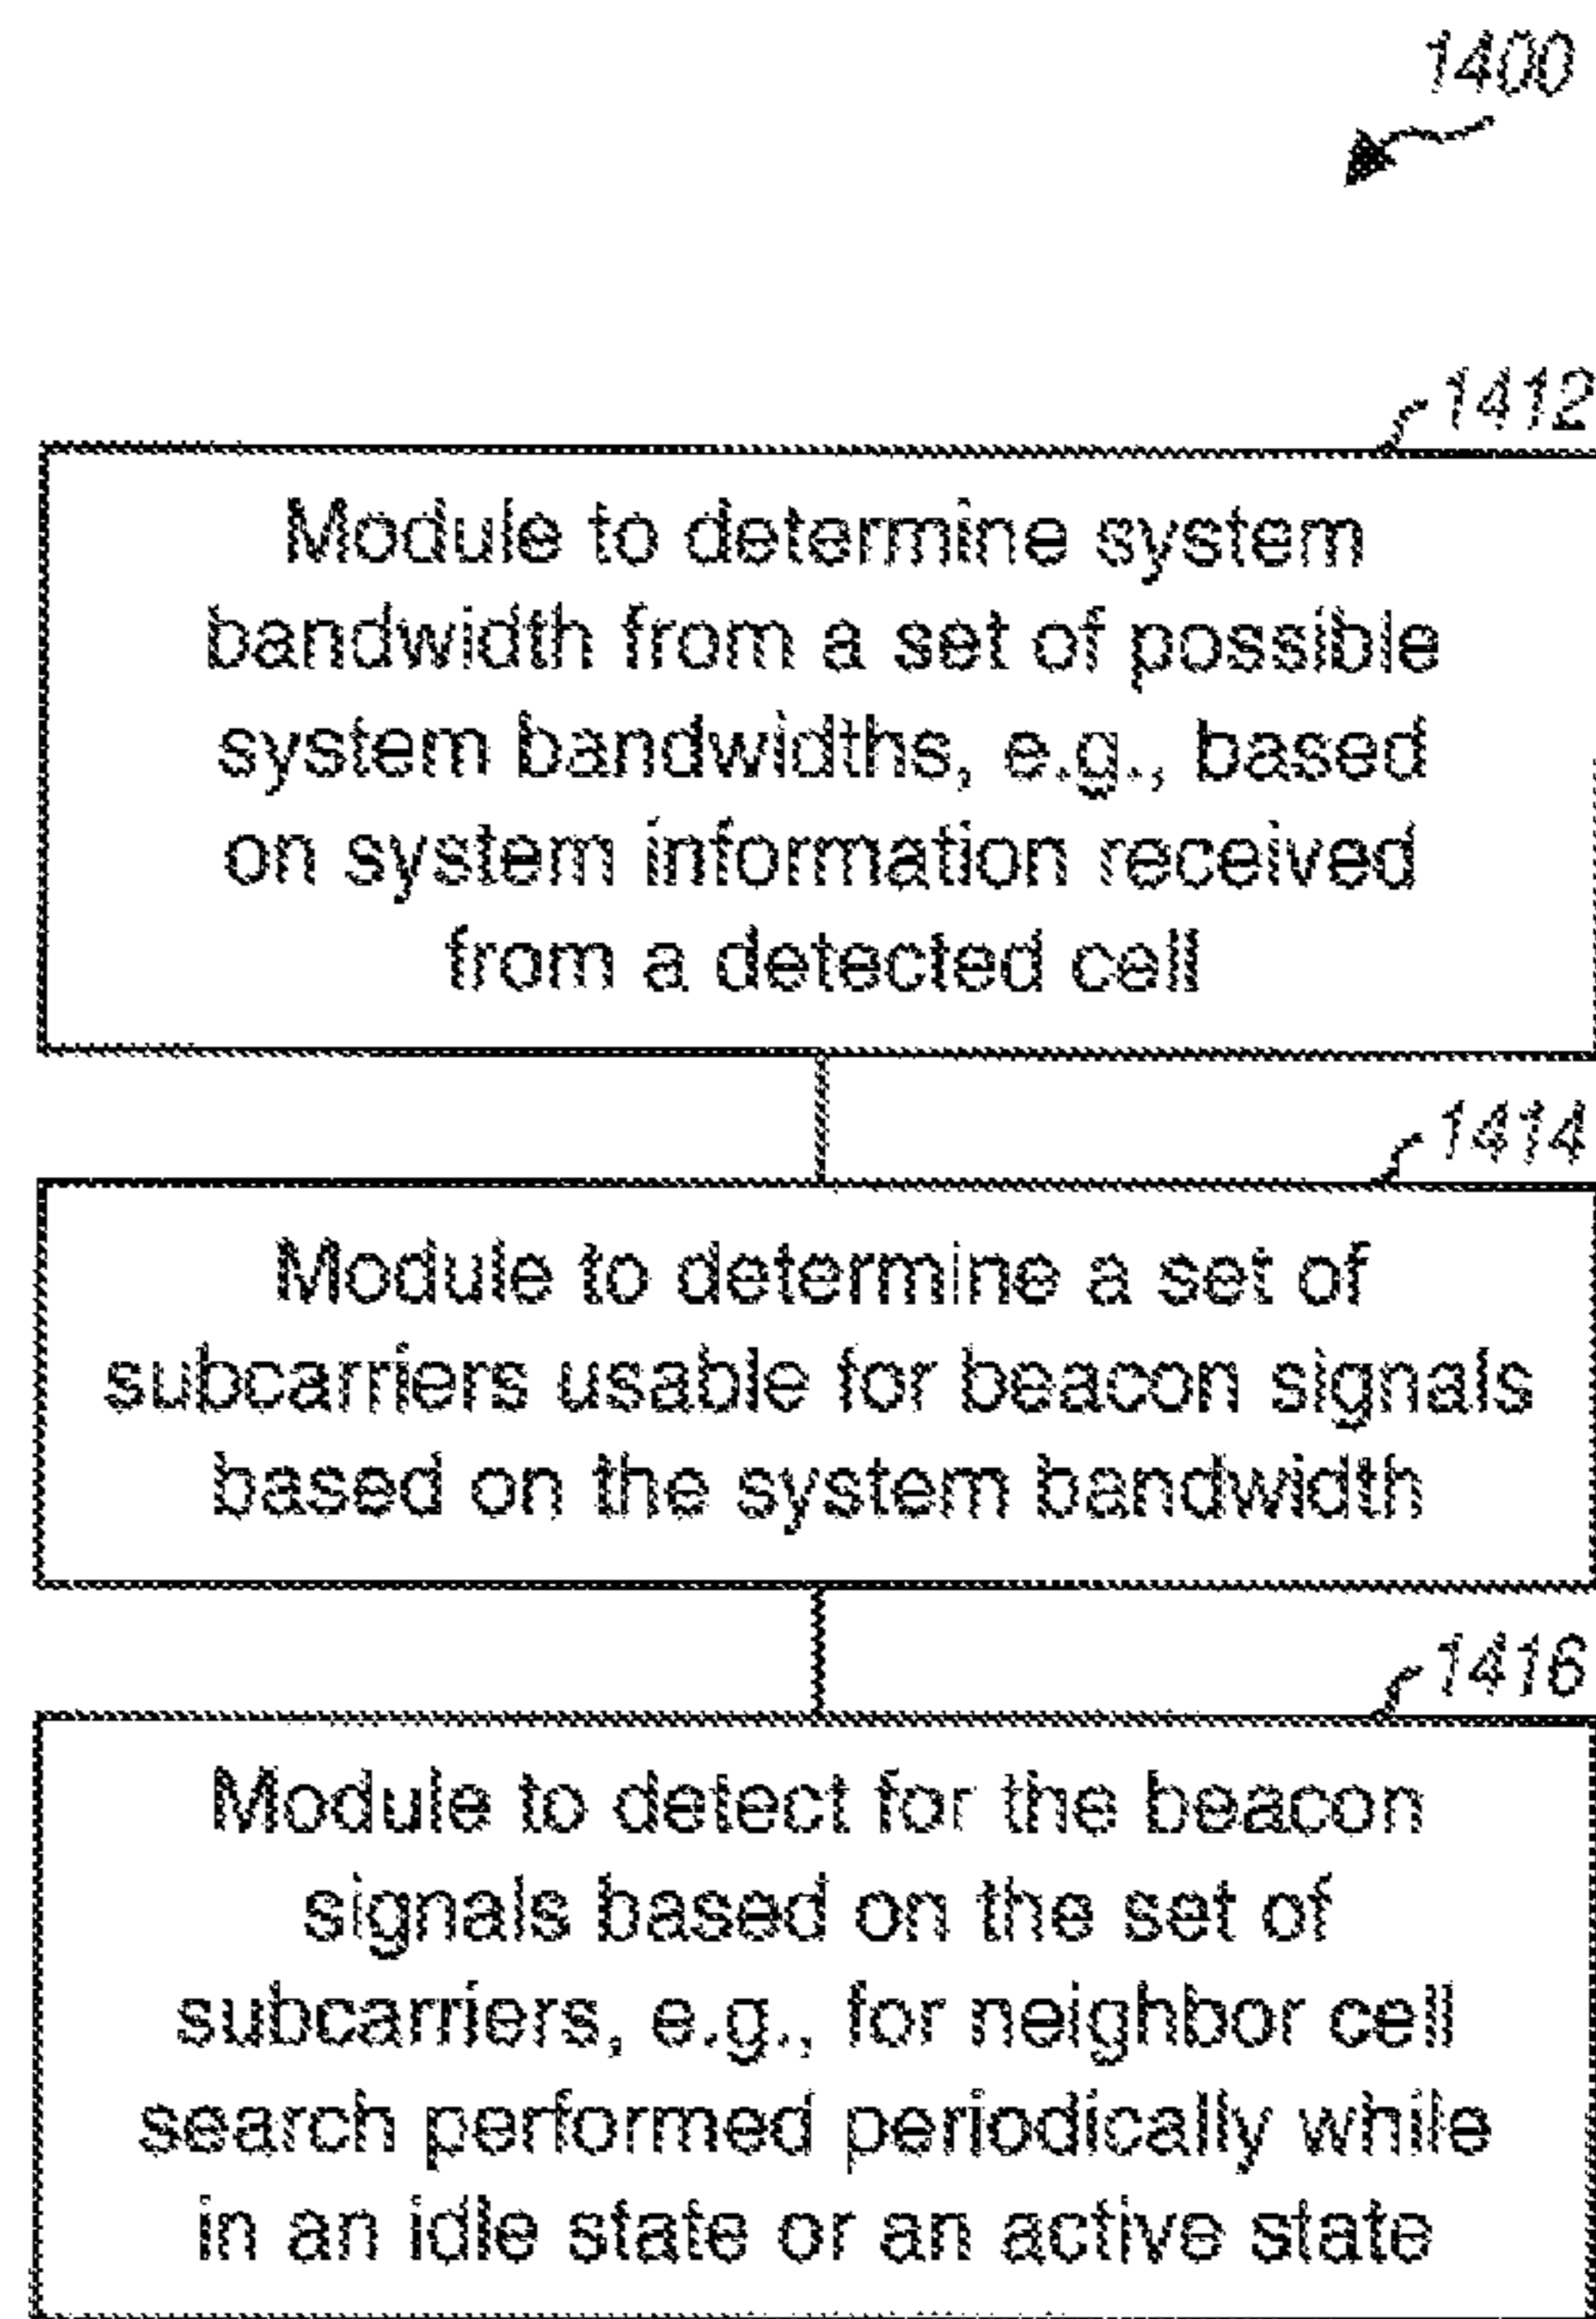 1400
1412
Module to determine system
bandwidth from a set of possible
system bandwidths, e.g., based
on system information received
from a detected cell
1414
Module to determine a set of
subcarriers usable for beacon signals
based on the system bandwidth
1416
Module to detect for the beacon
signals based on the set of
subcarriers, e.g., for neighbor cell
search performed periodically while
in an idle state or an active state